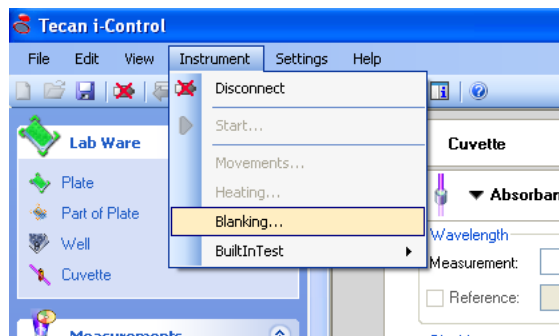 Tecan i-Control
File Edit View Instrument Settings Help
Disconnect
Start...
Movements...
Heating...
Blanking...
BuiltInTest
Lab Ware
Plate
Part of Plate
Well
Cuvette
Measurements
Cuvette
Absorban
Wavelength
Measurement:
Reference: